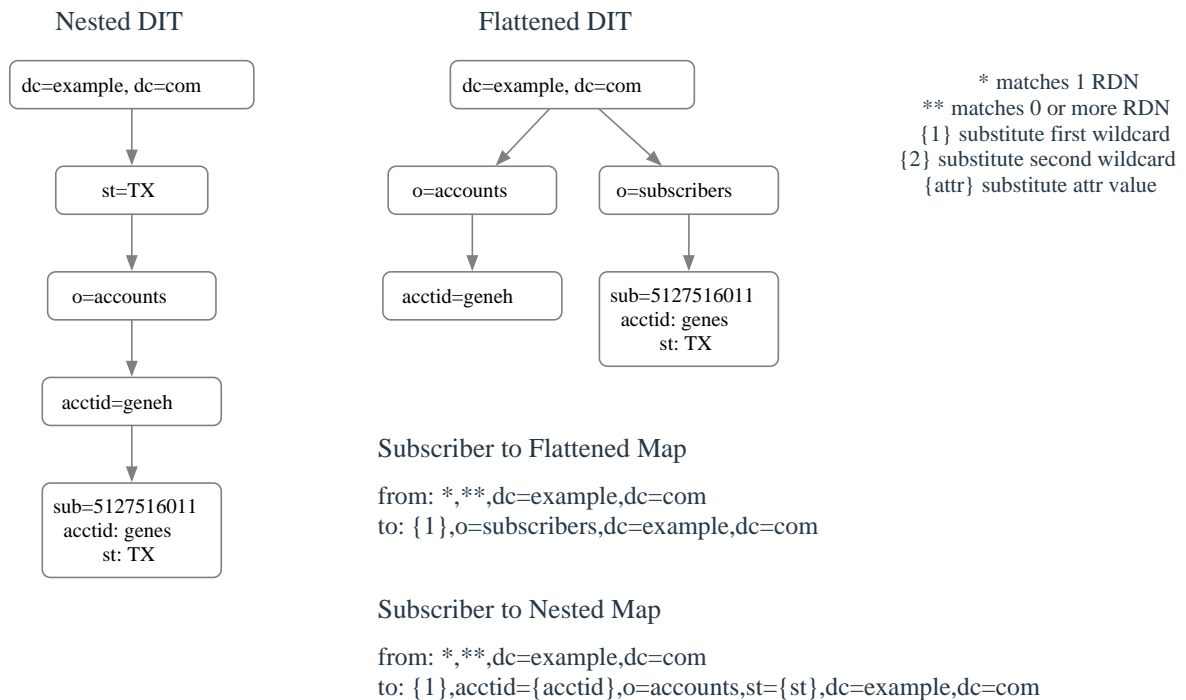 Nested DIT
dc=example, dc=com
st=TX
o=accounts
acctid=geneh
sub=5127516011
acctid: genes
st: TX
Flattened DIT
dc=example, dc=com
o=accounts
o=subscribers
acctid=geneh
sub=5127516011
acctid: genes
st: TX
* matches 1 RDN
** matches 0 or more RDN
{1} substitute first wildcard
{2} substitute second wildcard
{attr} substitute attr value
Subscriber to Flattened Map
from: *,**,dc=example,dc=com
to: {1},o=subscribers,dc=example,dc=com
Subscriber to Nested Map
from: *,**,dc=example,dc=com
to: {1},acctid={acctid},o=accounts,st={st},dc=example,dc=com